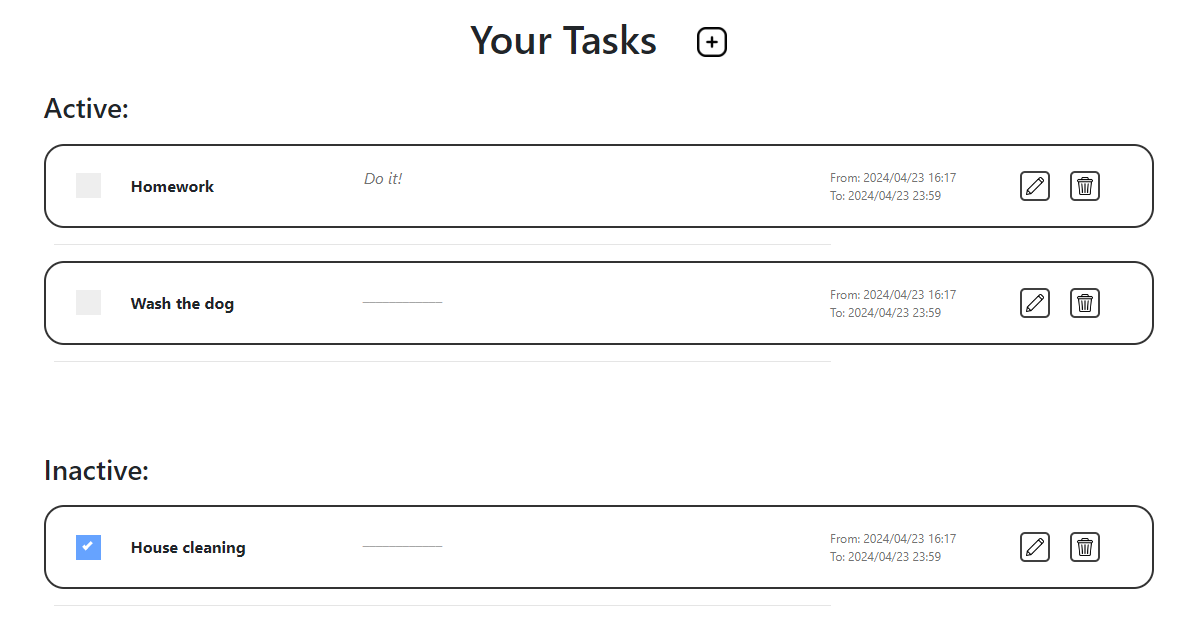 Your Tasks
Active:
Homework
Do it!
From: 2024/04/23 16:17
To: 2024/04/23 23:59
Wash the dog
From: 2024/04/23 16:17
To: 2024/04/23 23:59
Inactive:
House cleaning
From: 2024/04/23 16:17
To: 2024/04/23 23:59